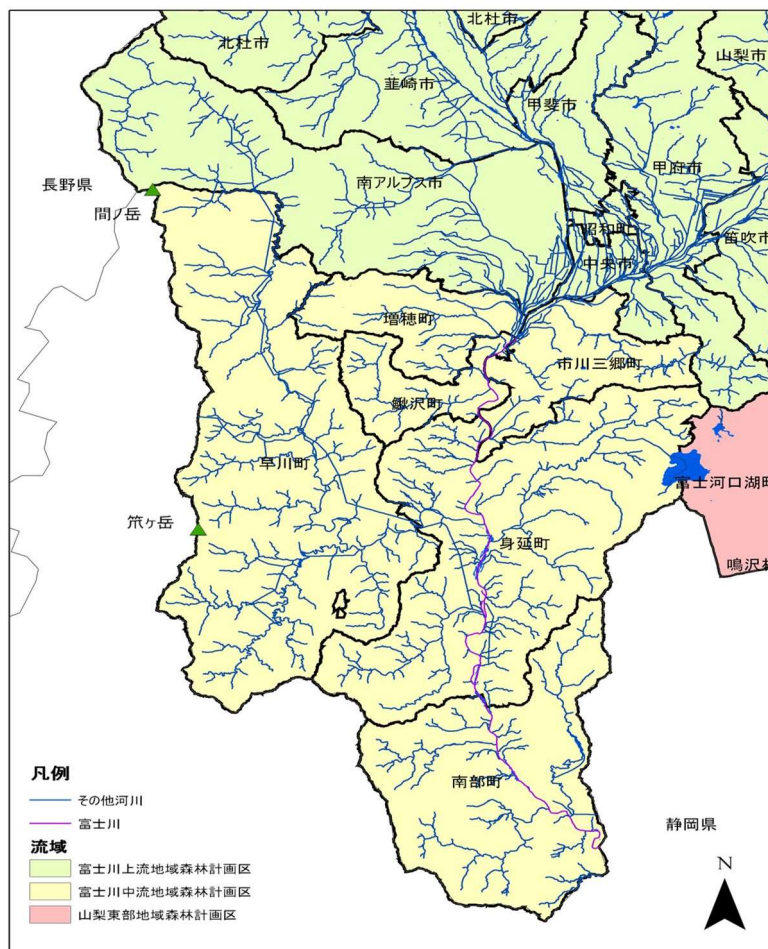 北杜市
北杜市
韮崎市
山梨市
甲斐市
甲府市
長野県
南アルプス市
間ノ岳
昭和町
笛吹市
中央市
増穂町
市川三郷町
鰍沢町
早川町
富士河口湖町
笊ヶ岳
身延町
鳴沢村
南部町
静岡県
凡例
その他河川
富士川
流域
富士川上流地域森林計画区
富士川中流地域森林計画区
山梨東部地域森林計画区
N